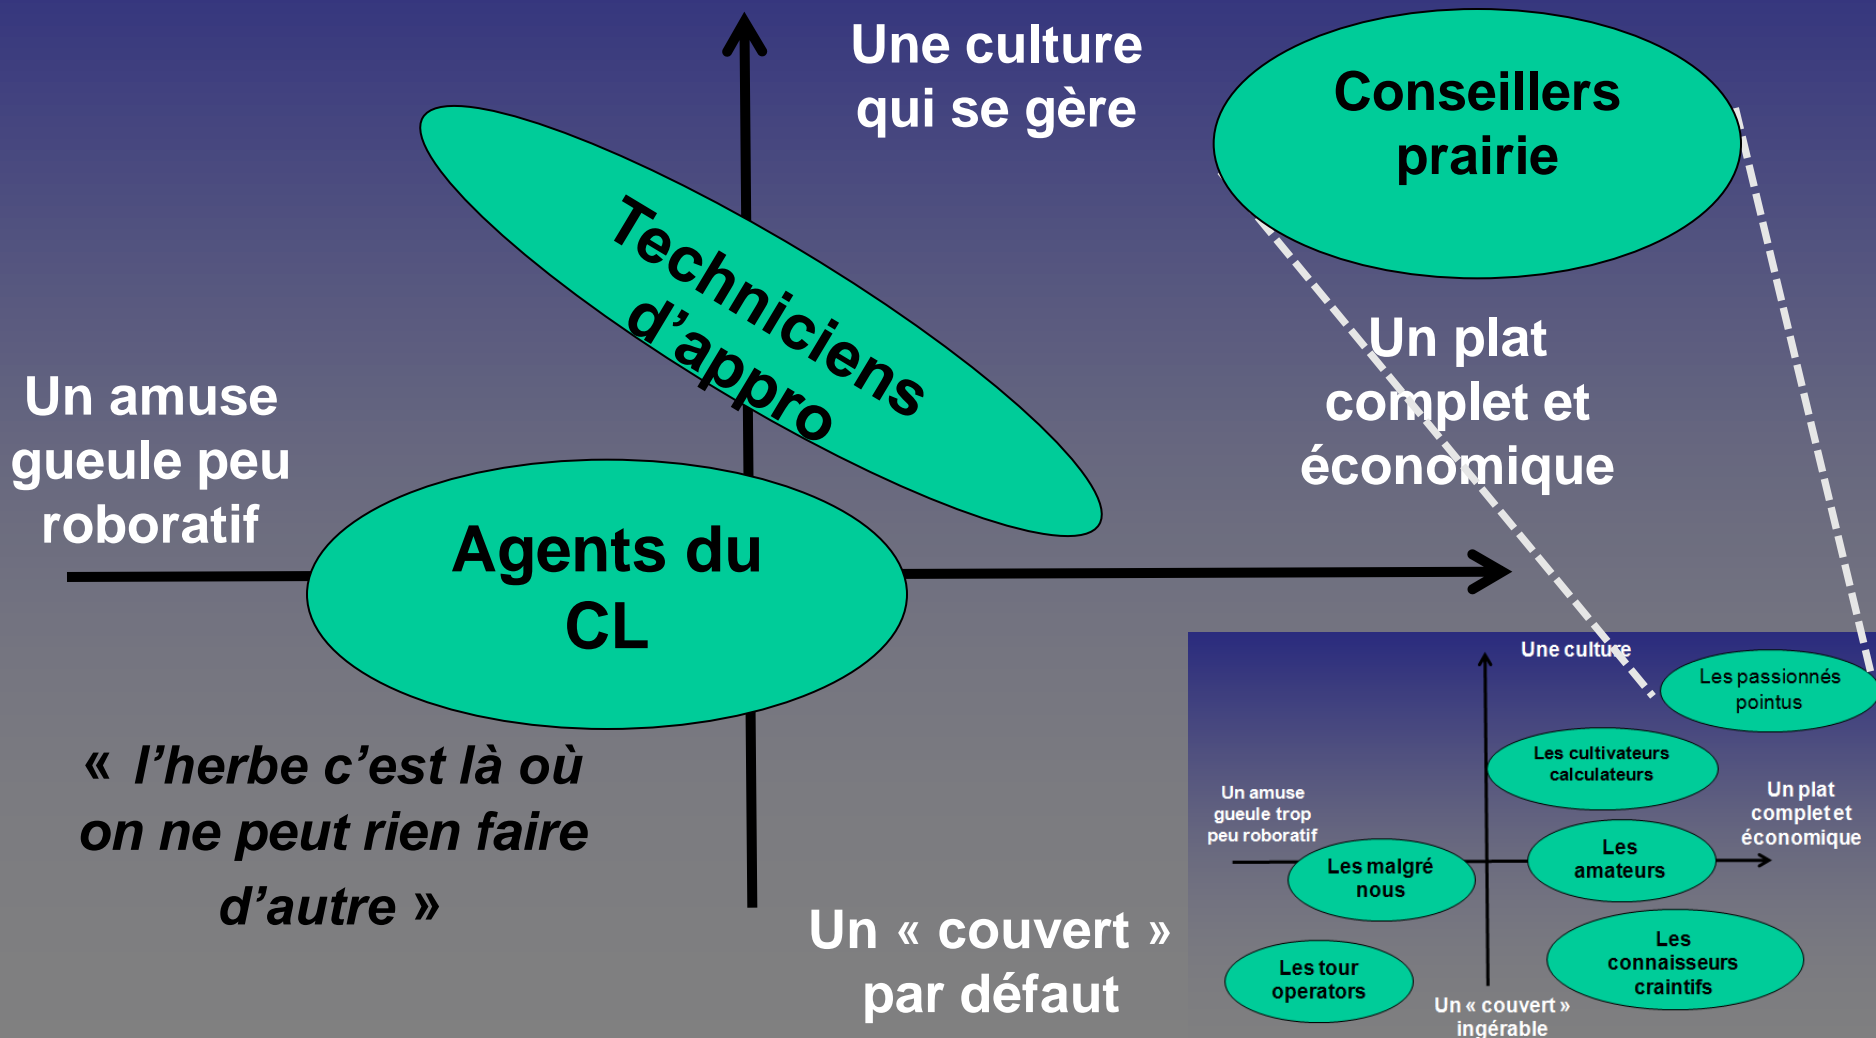 Une culture
qui se gère
Conseillers
prairie
Techniciens
d’appro
Un plat
complet et
économique
Un amuse
gueule peu
roboratif
Agents du
CL
« l’herbe c’est là où
on ne peut rien faire
d’autre »
Un « couvert »
par défaut
Une culture
Les passionnés
pointus
Les cultivateurs
calculateurs
Un amuse
gueule trop
peu roboratif
Un plat
complet et
économique
Les malgré
nous
Les
amateurs
Les
connaisseurs
craintifs
Les tour
operators
Un « couvert »
ingérable